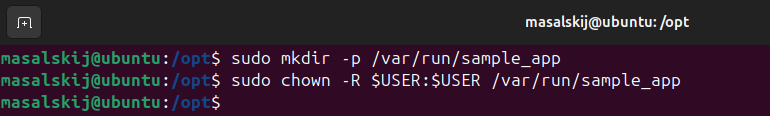 masalskij@ubuntu: /opt
masalskij@ubuntu:/opt$ sudo mkdir -p /var/run/sample_app
masalskij@ubuntu:/opt$ sudo chown -R $USER:$USER /var/run/sample_app
masalskij@ubuntu:/opt$